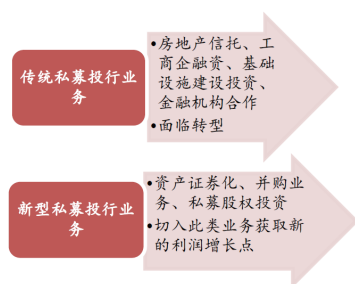 传统私募投行业
务
•房地产信托、工
商企融资、基础
设施建设投资、
金融机构合作
•面临转型
新型私募投行业
务
•资产证券化、并购业
务、私募股权投资
•切入此类业务获取新
的利润增长点